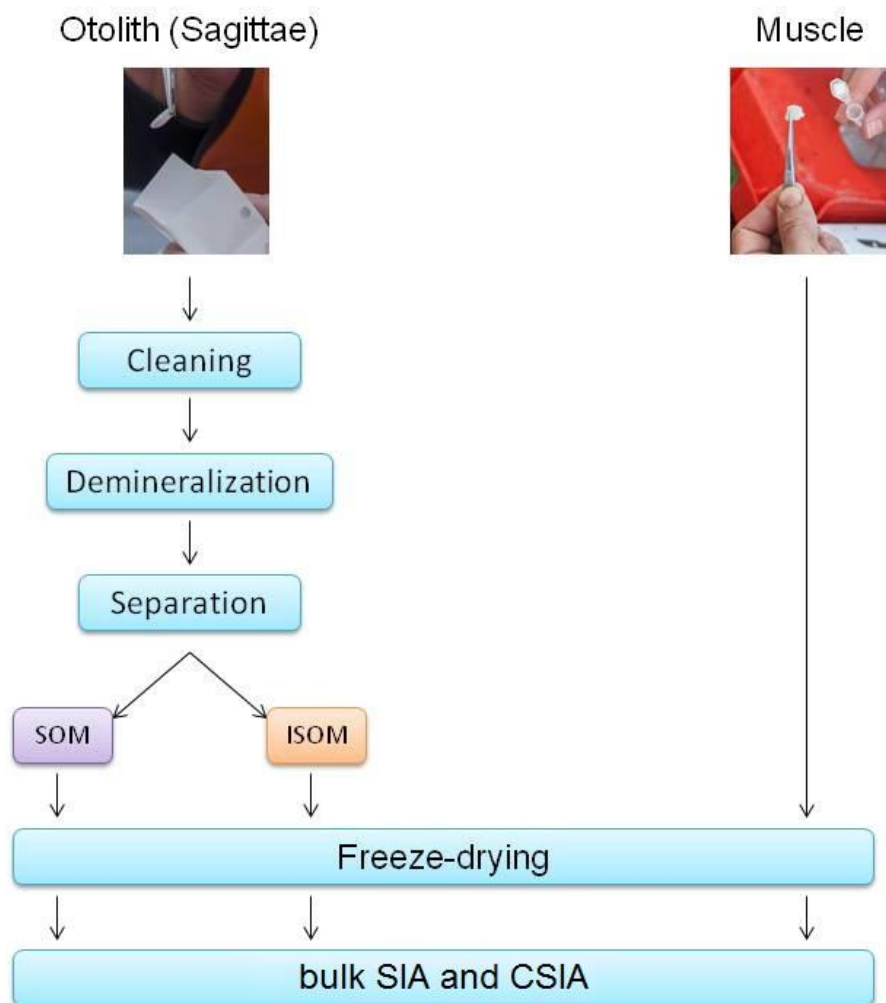 Otolith (Sagittae)
Muscle
Cleaning
Demineralization
Separation
SOM
ISOM
Freeze-drying
bulk SIA and CSIA